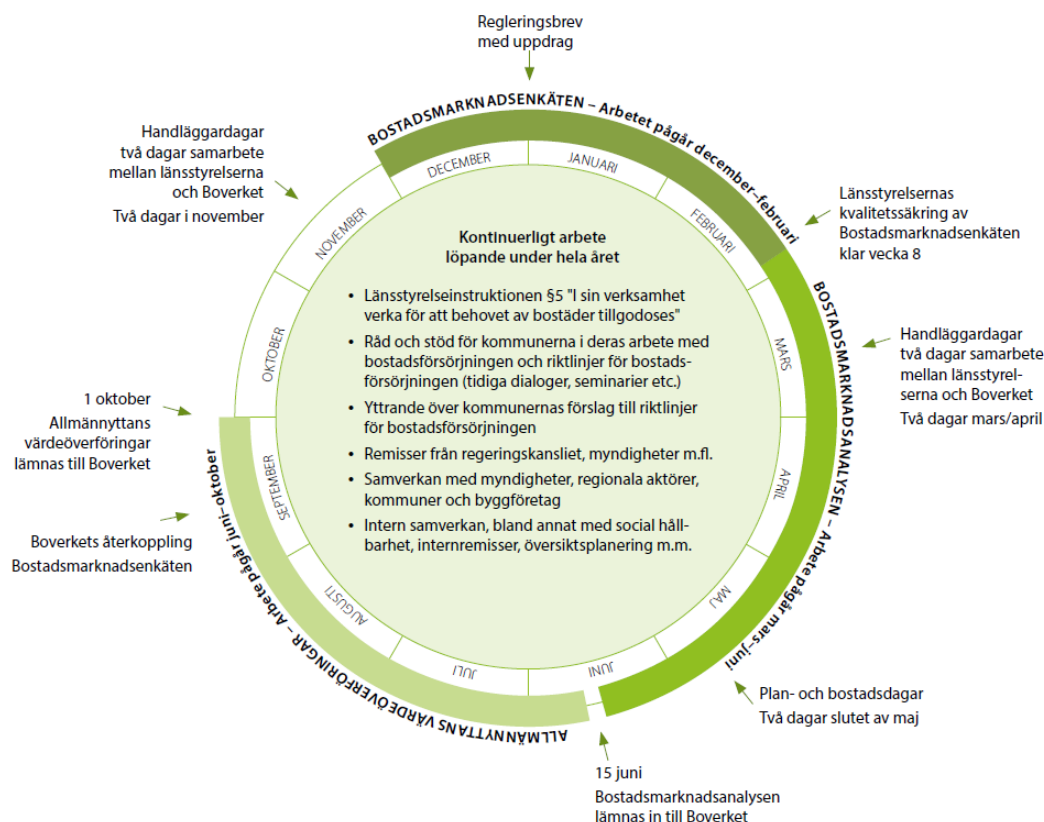 Regleringsbrev
med uppdrag
BOSTADSMARKNADSENKÄTEN – Arbetet pågår december–februari
Handläggardagar
två dagar samarbete
mellan länsstyrelserna
och Boverket
Två dagar i november
DECEMBER
JANUARI
FEBRUARI
NOVEMBER
Länsstyrelsernas
kvalitetssäkring av
Bostadsmarknadsenkäten
klar vecka 8
Kontinuerligt arbete
löpande under hela året
• Länsstyrelseinstruktionen §5 "I sin verksamhet
verka för att behovet av bostäder tillgodoses"
• Råd och stöd för kommunerna i deras arbete med
bostadsförsörjningen och riktlinjer för bostads-
försörjningen (tidiga dialoger, seminarier etc.)
• Yttrande över kommunernas förslag till riktlinjer
för bostadsförsörjningen
• Remisser från regeringskansliet, myndigheter m.fl.
• Samverkan med myndigheter, regionala aktörer,
kommuner och byggföretag
• Intern samverkan, bland annat med social håll-
barhet, internremisser, översiktsplanering m.m.
BOSTADSMARKNADSANALYSEN – Arbete pågår mars–juni
MARS
Handläggardagar
två dagar samarbete
mellan länsstyrel-
serna och Boverket
Två dagar mars/april
OKTOBER
1 oktober
Allmännyttans
värdeöverföringar
lämnas till Boverket
APRIL
SEPTEMBER
Boverkets återkoppling
Bostadsmarknadsenkäten
MAJ
AUGUSTI
JUNI
JULI
ALLMÄNNYTTANS VÄRDEÖVERFÖRINGAR – Arbete pågår juni–oktober
Plan- och bostadsdagar
Två dagar slutet av maj
15 juni
Bostadsmarknadsanalysen
lämnas in till Boverket